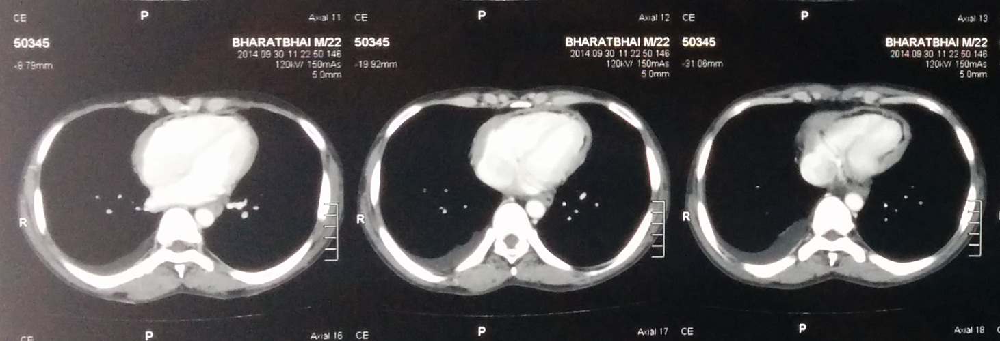 CE P Axial 11
50345 BHARATBHAI M/22
-8.79mm 2014 09 30 11 22 50 146
120kV/ 150mAs
5.0mm
R
CE P Axial 12
50345 BHARATBHAI M/22
-19.92mm 2014 09 30 11 22 50 146
120kV/ 150mAs
5.0mm
R
CE P Axial 13
50345 BHARATBHAI M/22
-31.06mm 2014 09 30 11 22 50 146
120kV/ 150mAs
5.0mm
R
CE P Axial 16
CE P Axial 17
CE P Axial 18